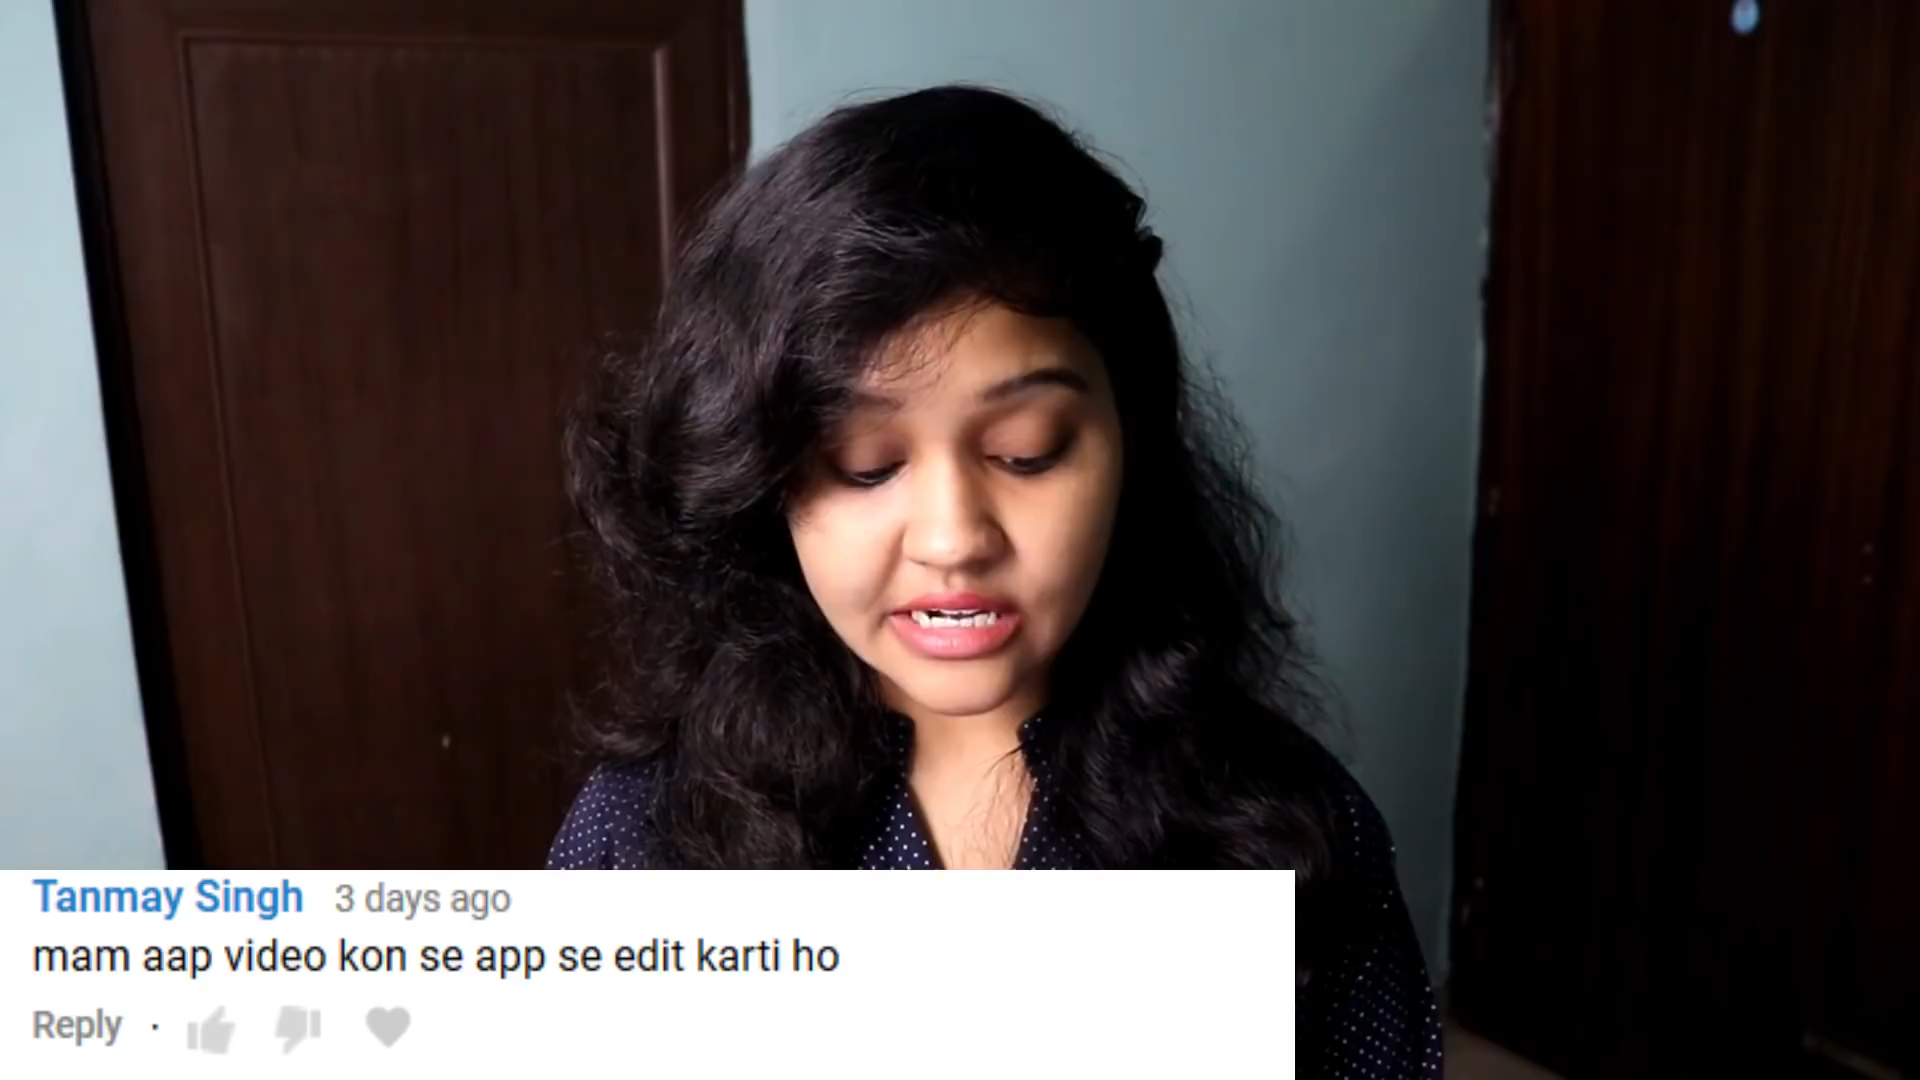 Tanmay Singh 3 days ago
mam aap video kon se app se edit karti ho
Reply ·